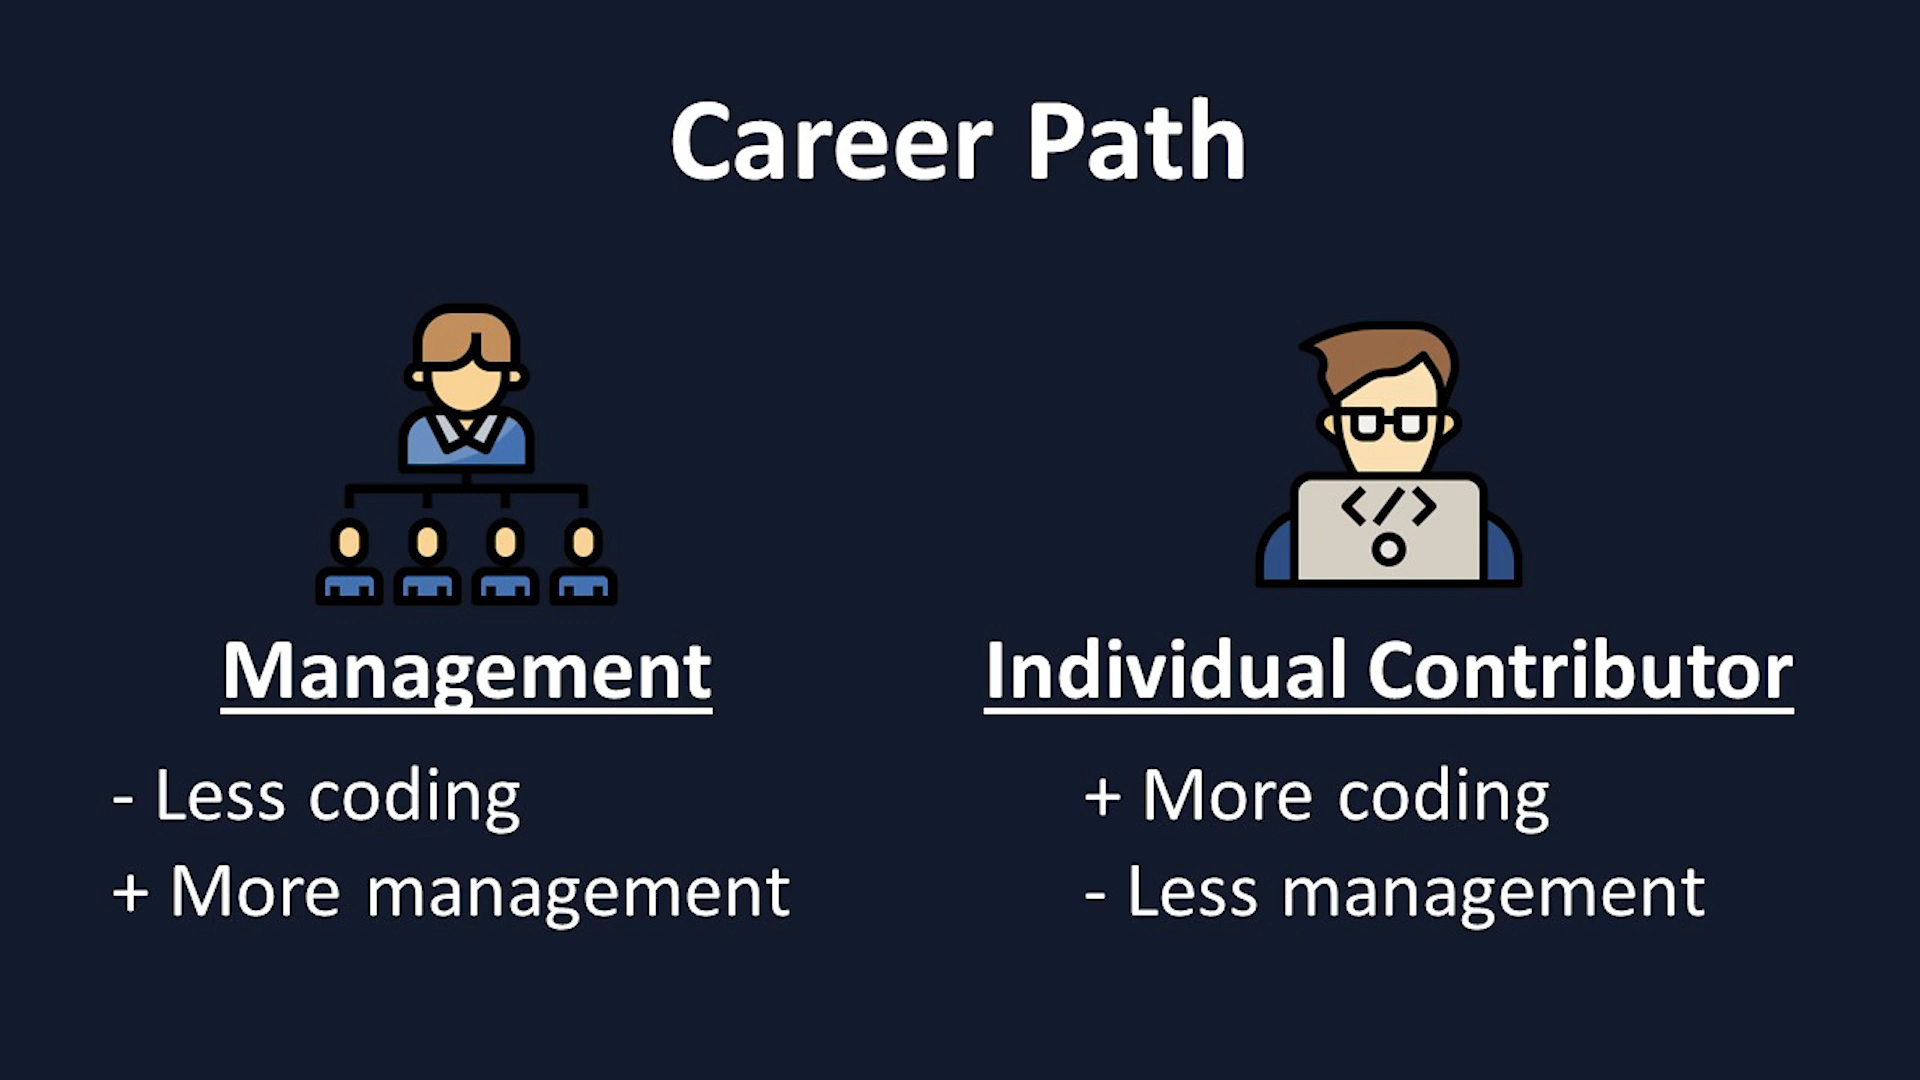 Career Path
</>
Management
- Less coding
+ More management
Individual Contributor
+ More coding
- Less management